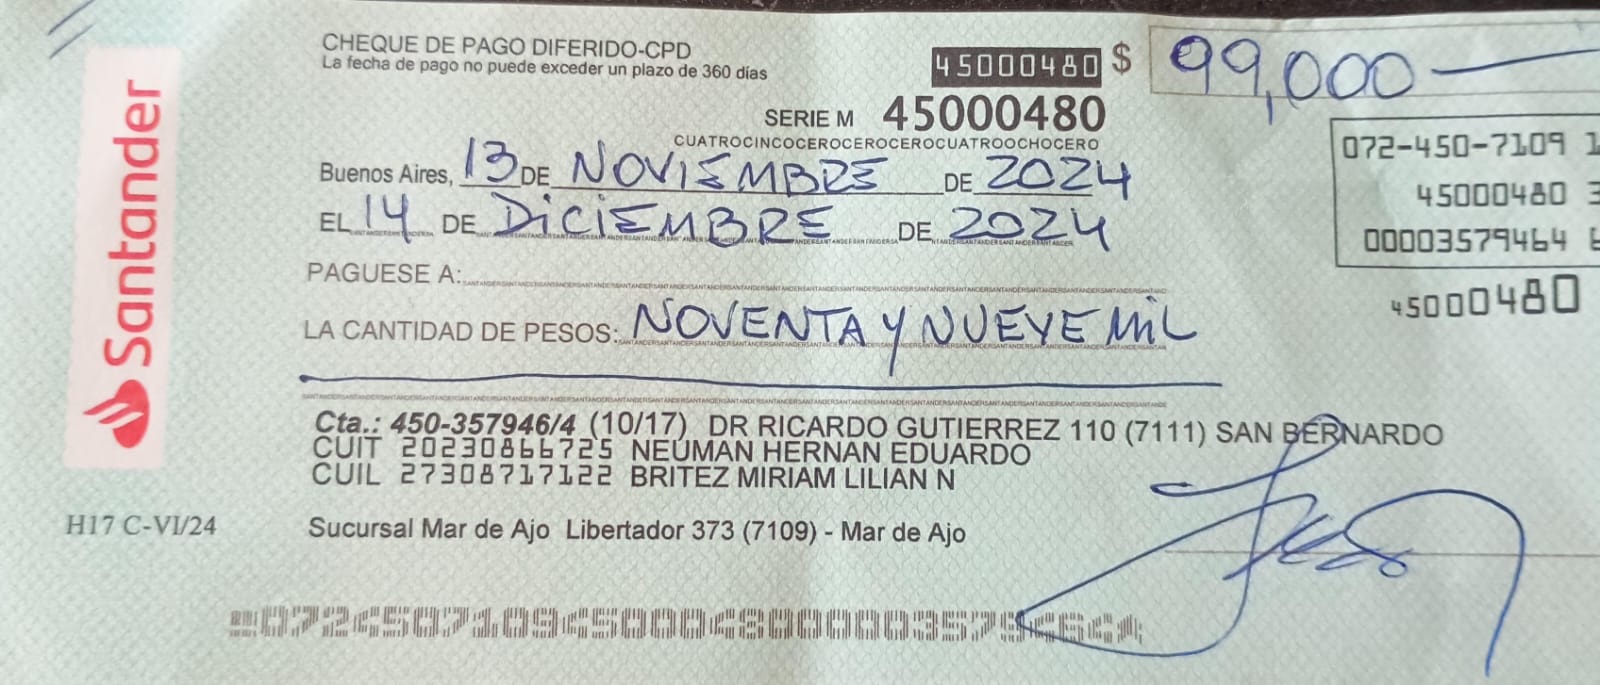 Santander
CHEQUE DE PAGO DIFERIDO-CPD
La fecha de pago no puede exceder un plazo de 360 días
45000480 $ 99,000
SERIE M 45000480
CUATROCINCOCEROCEROCEROCUATROOCHOCERO
072-450-7109 1
45000480 3
00003579464 6
45000480
Buenos Aires, 13 DE NOVIEMBRE DE 2024
EL 14 DE DICIEMBRE DE 2024
PAGUESE A:
LA CANTIDAD DE PESOS: NOVENTA Y NUEVE MIL
Cta.: 450-357946/4 (10/17) DR RICARDO GUTIERREZ 110 (7111) SAN BERNARDO
CUIT 20230866725 NEUMAN HERNAN EDUARDO
CUIL 27308717122 BRITEZ MIRIAM LILIAN N
H17 C-VI/24
Sucursal Mar de Ajo Libertador 373 (7109) - Mar de Ajo